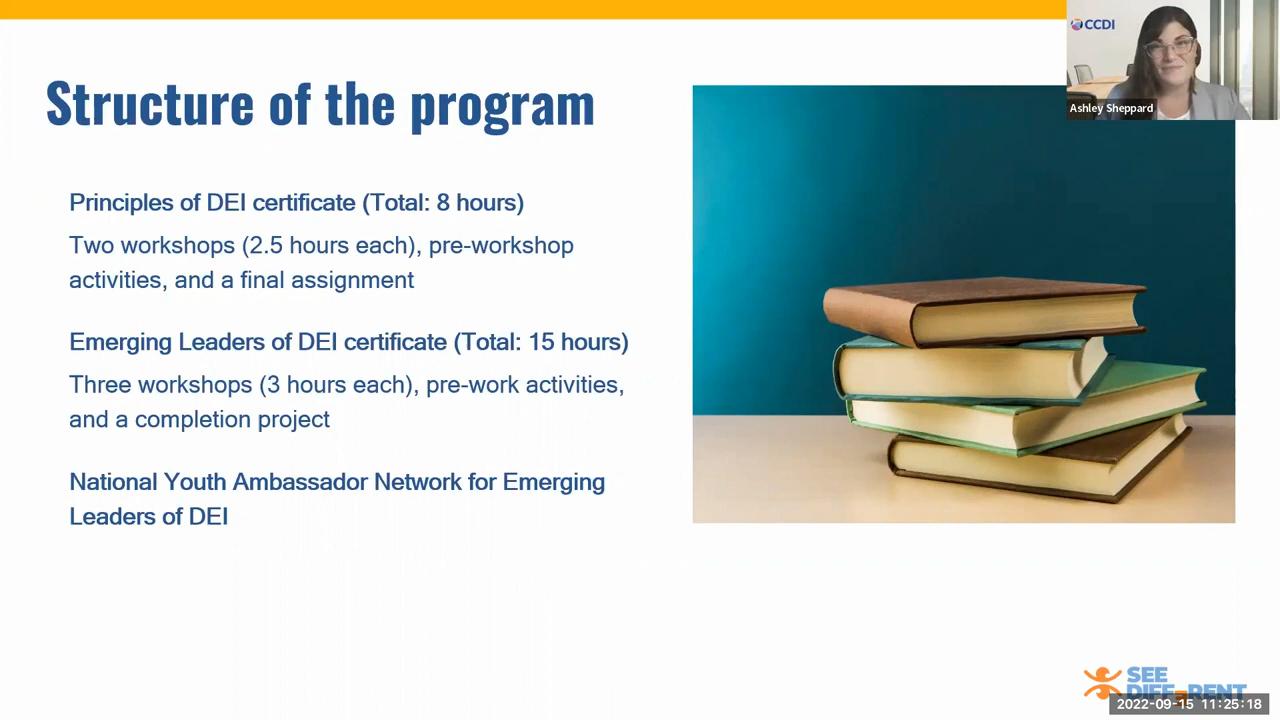 CCDI
Ashley Sheppard
Structure of the program
Principles of DEI certificate (Total: 8 hours)
Two workshops (2.5 hours each), pre-workshop
activities, and a final assignment
Emerging Leaders of DEI certificate (Total: 15 hours)
Three workshops (3 hours each), pre-work activities,
and a completion project
National Youth Ambassador Network for Emerging
Leaders of DEI
SEE
DIFFERENT
2022-09-15 11:25:18